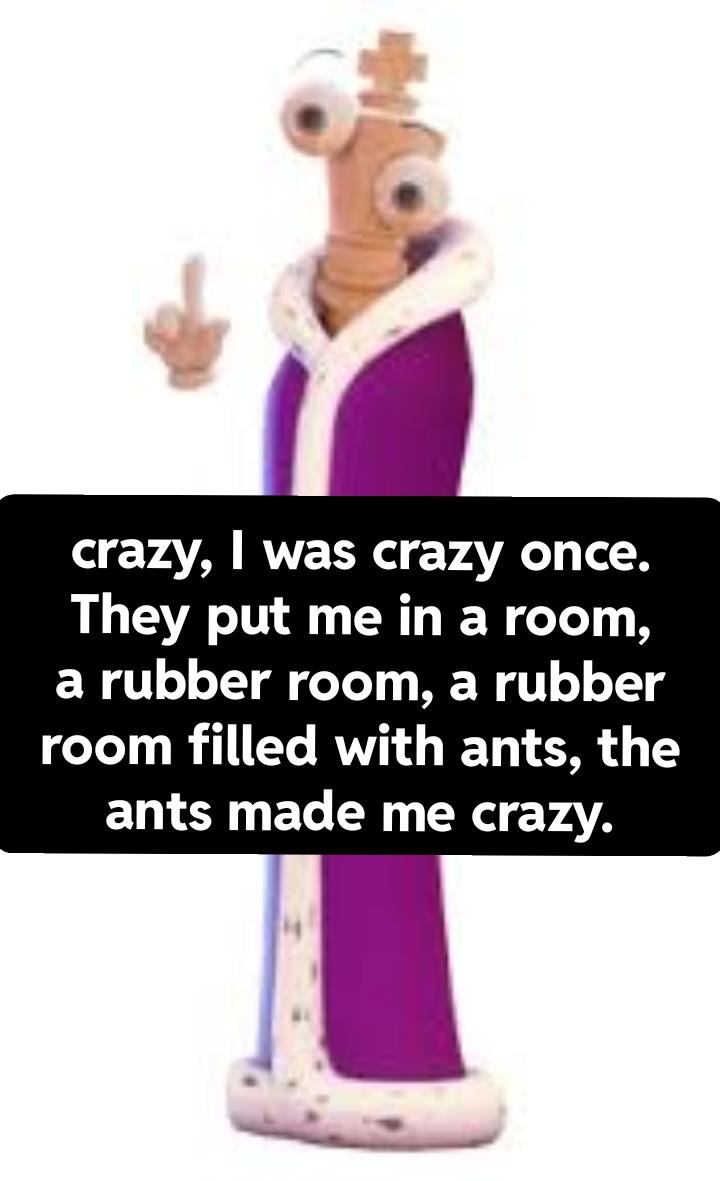 crazy, I was crazy once.
They put me in a room,
a rubber room, a rubber
room filled with ants, the
ants made me crazy.